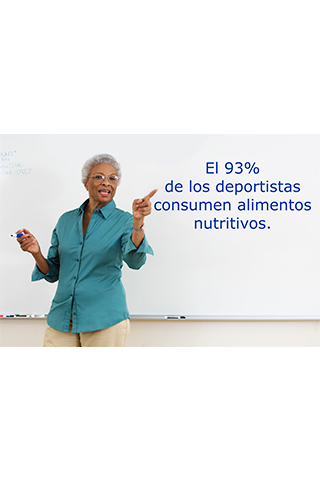 El 93%
de los deportistas
consumen alimentos
nutritivos.